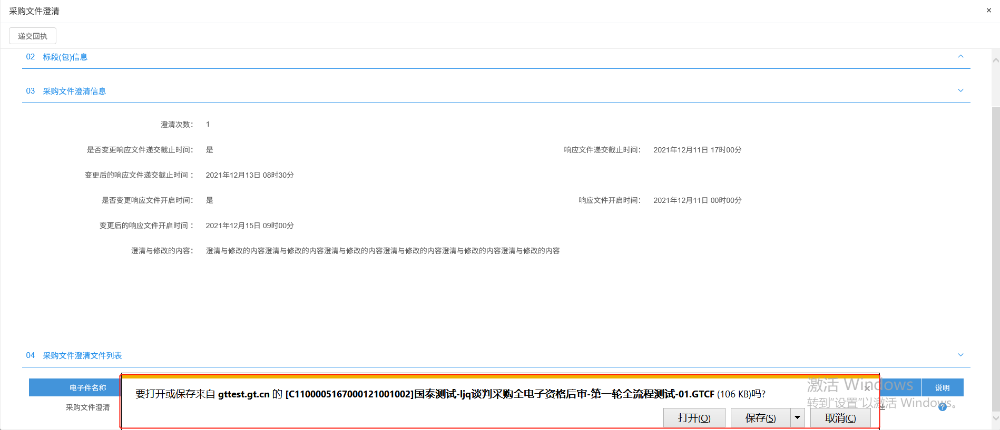 采购文件澄清
×
递交回执
02 标段(包)信息
03 采购文件澄清信息
澄清次数： 1
是否变更响应文件递交截止时间： 是 响应文件递交截止时间： 2021年12月11日 17时00分
变更后的响应文件递交截止时间 ： 2021年12月13日 08时30分
是否变更响应文件开启时间： 是 响应文件开启时间： 2021年12月11日 00时00分
变更后的响应文件开启时间 ： 2021年12月15日 09时00分
澄清与修改的内容： 澄清与修改的内容澄清与修改的内容澄清与修改的内容澄清与修改的内容澄清与修改的内容澄清与修改的内容
04 采购文件澄清文件列表
电子件名称 说明
采购文件澄清
要打开或保存来自 gttest.gt.cn 的 [C1100005167000121001002]国泰测试-ljq谈判采购全电子资格后审-第一轮全流程测试-01.GTCF (106 KB)吗?
打开(O) 保存(S) 取消(C)
激活 Windows
转到“设置”以激活 Windows。